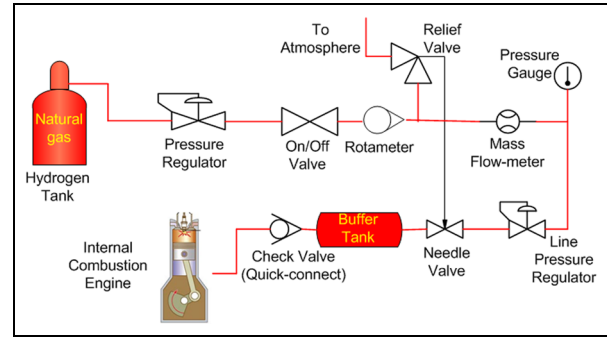 To
Atmosphere
Relief
Valve
Pressure
Gauge
Natural
gas
Hydrogen
Tank
Pressure
Regulator
On/Off
Valve
Rotameter
Mass
Flow-meter
Internal
Combustion
Engine
Check Valve
(Quick-connect)
Buffer
Tank
Needle
Valve
Line
Pressure
Regulator